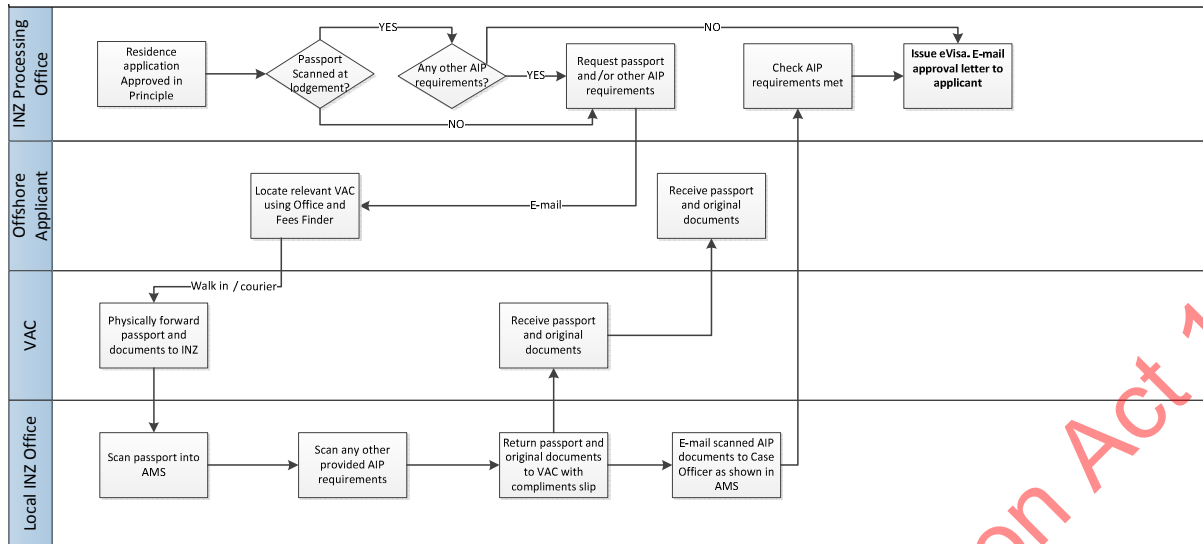 INZ Processing
Office
Residence
application
Approved in
Principle
Passport
Scanned at
lodgement?
YES
NO
Any other AIP
requirements?
YES
NO
Request passport
and /or other AIP
requirements
Check AIP
requirements met
Issue eVisa. E-mail
approval letter to
applicant
Offshore
Applicant
Locate relevant VAC
using Office and
Fees Finder
E-mail
Receive passport
and original
documents
VAC
Walk in / courier
Physically forward
passport and
documents to INZ
Receive passport
and original
documents
Local INZ Office
Scan passport into
AMS
Scan any other
provided AIP
requirements
Return passport and
original documents
to VAC with
compliments slip
E-mail scanned AIP
documents to Case
Officer as shown in
AMS
on Act 1